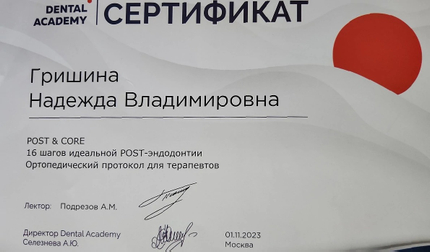 DENTAL
ACADEMY
СЕРТИФИКАТ
Гришина
Надежда Владимировна
POST & CORE
16 шагов идеальной POST-эндодонтии
Ортопедический протокол для терапевтов
Лектор: Подрезов А.М.
Директор Dental Academy
Селезнева А.Ю.
01.11.2023
Москва